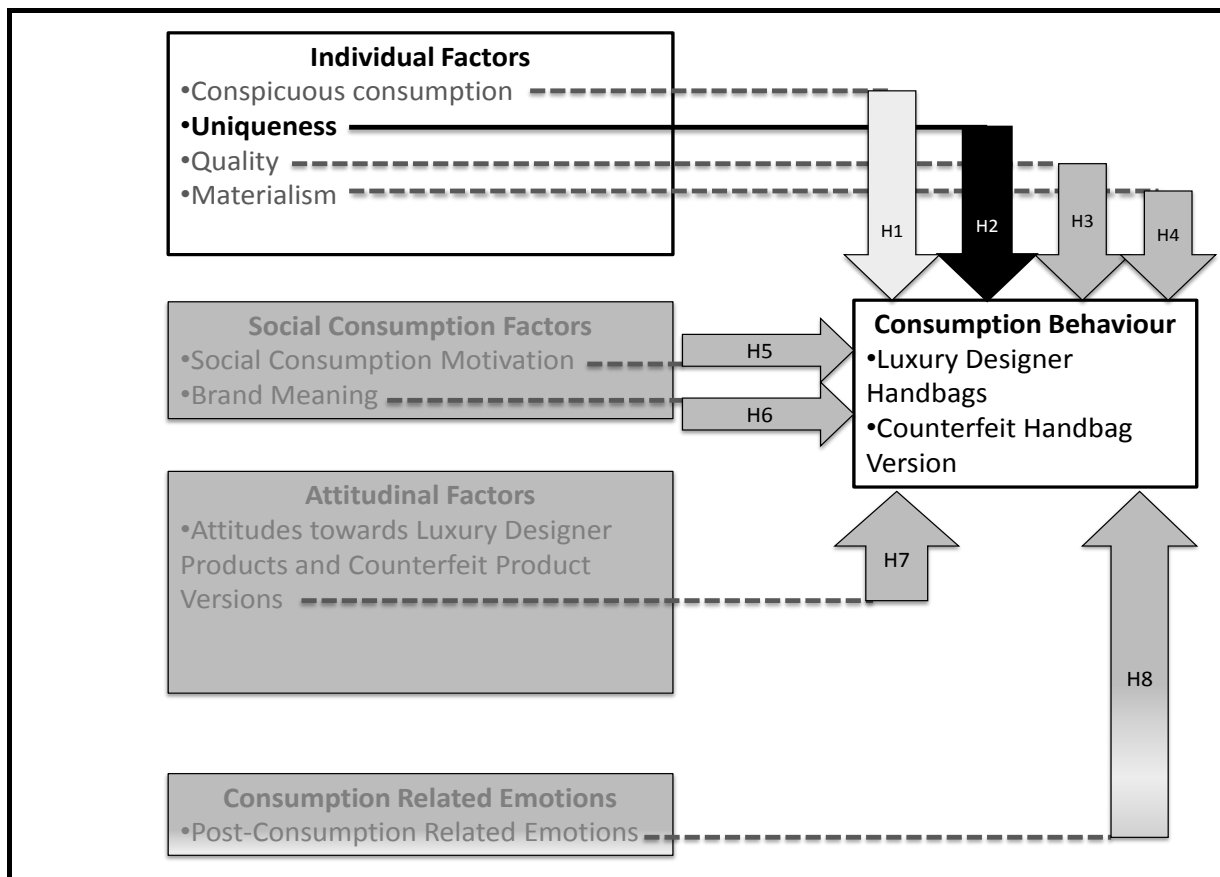 Individual Factors
•Conspicuous consumption
•Uniqueness
•Quality
•Materialism
H1
H2
H3
H4
Social Consumption Factors
•Social Consumption Motivation
•Brand Meaning
H5
H6
Consumption Behaviour
•Luxury Designer
Handbags
•Counterfeit Handbag
Version
Attitudinal Factors
•Attitudes towards Luxury Designer
Products and Counterfeit Product
Versions
H7
H8
Consumption Related Emotions
•Post-Consumption Related Emotions